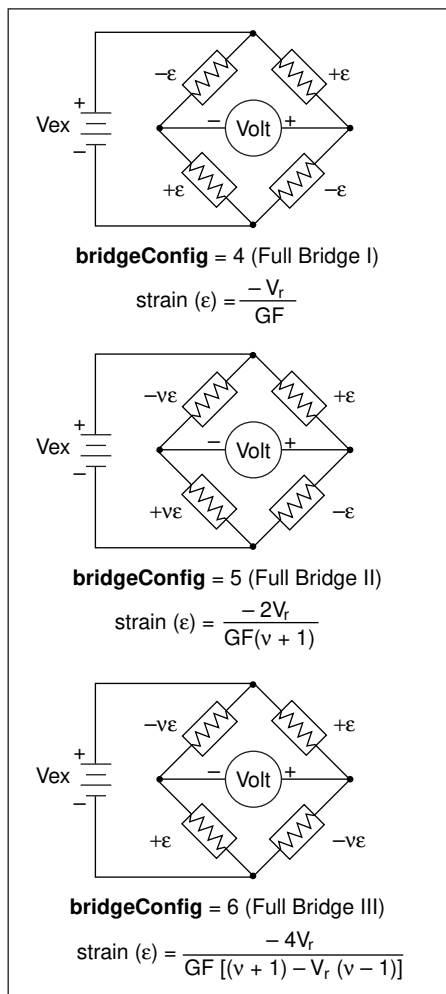 +
−ε
+ε
Vex
− Volt +
−
+ε
−ε
bridgeConfig = 4 (Full Bridge I)
strain (ε) = − Vr / GF
−νε
+ε
+
Vex
− Volt +
−
+νε
−ε
bridgeConfig = 5 (Full Bridge II)
strain (ε) = − 2Vr / GF(ν + 1)
−νε
+ε
+
Vex
− Volt +
−
+ε
−νε
bridgeConfig = 6 (Full Bridge III)
strain (ε) = − 4Vr / GF [(ν + 1) − Vr (ν − 1)]